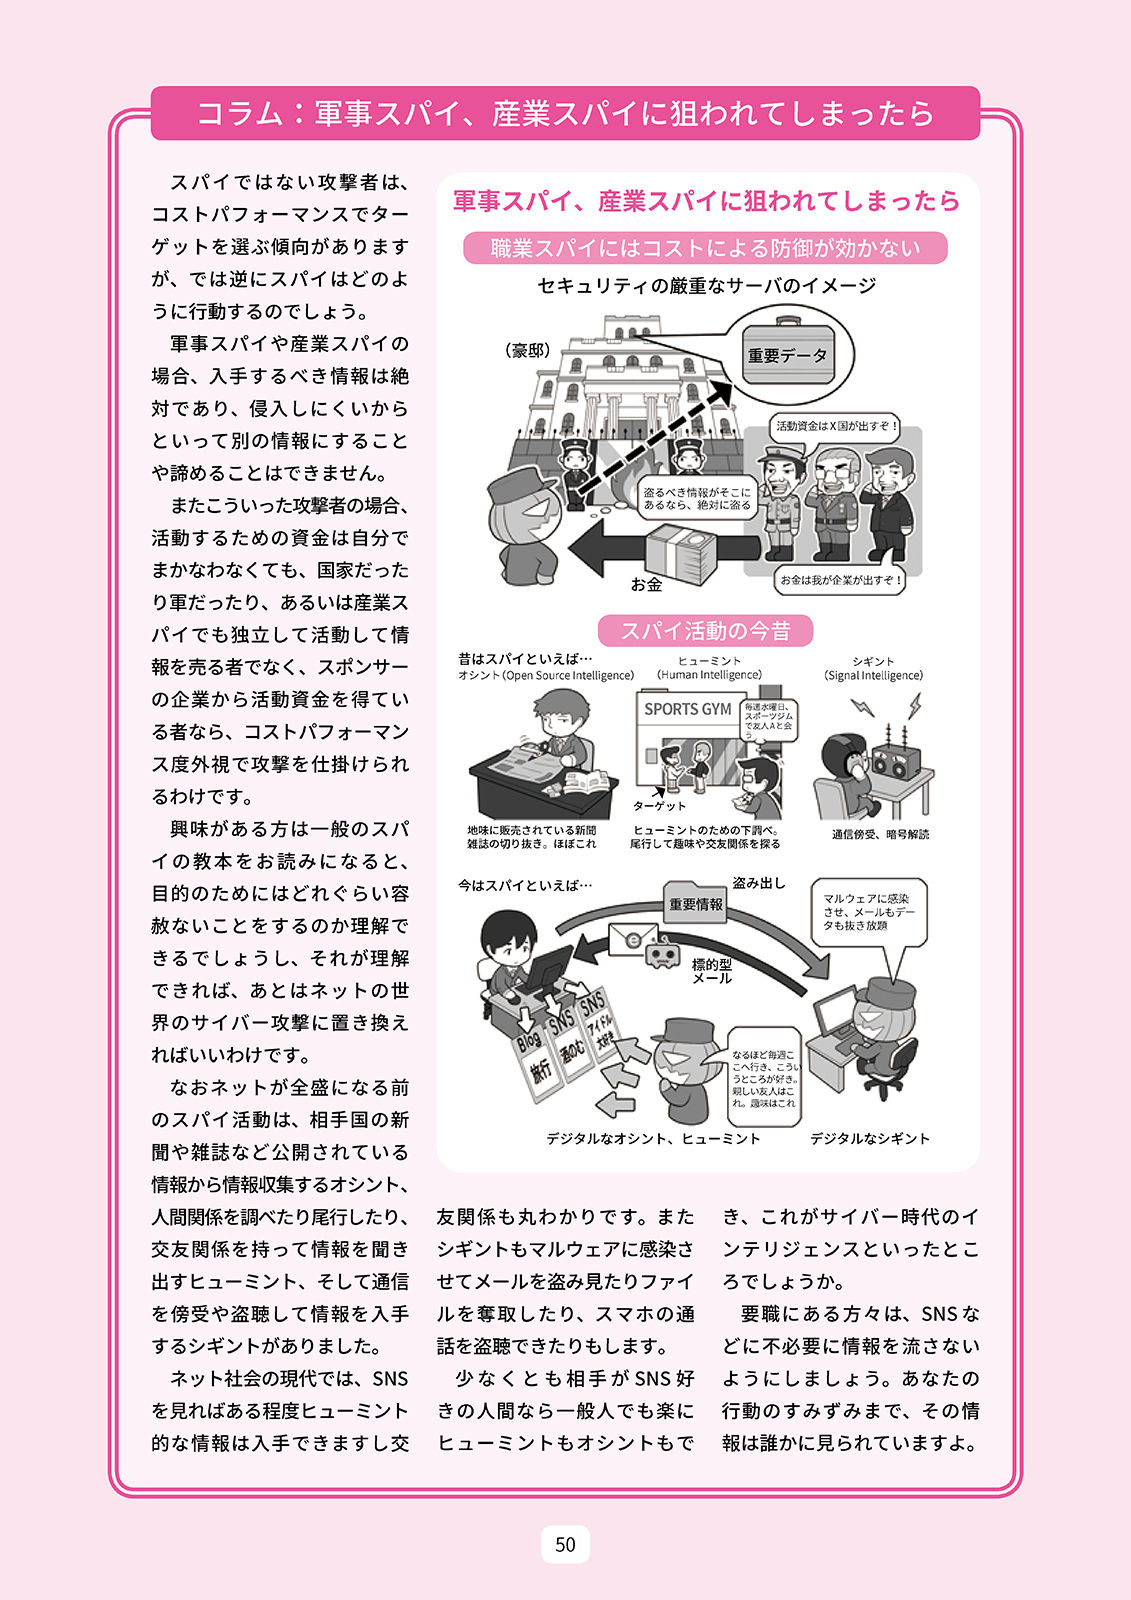 コラム：軍事スパイ、産業スパイに狙われてしまったら
スパイではない攻撃者は、
コストパフォーマンスでター
ゲットを選ぶ傾向があります
が、では逆にスパイはどのよ
うに行動するのでしょう。
軍事スパイや産業スパイの
場合、入手するべき情報は絶
対であり、侵入しにくいから
といって別の情報にすること
や諦めることはできません。
またこういった攻撃者の場合、
活動するための資金は自分で
まかなわなくても、国家だった
り軍だったり、あるいは産業ス
パイでも独立して活動して情
報を売る者でなく、スポンサー
の企業から活動資金を得てい
る者なら、コストパフォーマン
ス度外視で攻撃を仕掛けられ
るわけです。
興味がある方は一般のスパ
イの教本をお読みになると、
目的のためにはどれぐらい容
赦ないことをするのか理解で
きるでしょうし、それが理解
できれば、あとはネットの世
界のサイバー攻撃に置き換え
ればいいわけです。
なおネットが全盛になる前
のスパイ活動は、相手国の新
聞や雑誌など公開されている
情報から情報収集するオシント、
人間関係を調べたり尾行したり、
交友関係を持って情報を聞き
出すヒューミント、そして通信
を傍受や盗聴して情報を入手
するシギントがありました。
ネット社会の現代では、SNS
を見ればある程度ヒューミント
的な情報は入手できますし交
軍事スパイ、産業スパイに狙われてしまったら
職業スパイにはコストによる防御が効かない
セキュリティの厳重なサーバのイメージ
（豪邸）
重要データ
活動資金はX国が出すぞ！
盗るべき情報がそこに
あるなら、絶対に盗る
お金
お金は我が企業が出すぞ！
スパイ活動の今昔
昔はスパイといえば…
オシント（Open Source Intelligence）
ヒューミント
（Human Intelligence）
シギント
（Signal Intelligence）
SPORTS GYM
毎週水曜日、
スポーツジム
で友人Aと会
う
ターゲット
地味に販売されている新聞
雑誌の切り抜き。ほぼこれ
ヒューミントのための下調べ。
尾行して趣味や交友関係を探る
通信傍受、暗号解読
今はスパイといえば…
盗み出し
重要情報
標的型
メール
マルウェアに感染
させ、メールもデー
タも抜き放題
Blog
旅行
SNS
酒のむ
SNS
アイドル
大好き
なるほど毎週こ
こへ行き、こうい
うところが好き。
親しい友人はこ
れ。趣味はこれ
デジタルなオシント、ヒューミント
デジタルなシギント
友関係も丸わかりです。また
シギントもマルウェアに感染さ
せてメールを盗み見たりファイ
ルを奪取したり、スマホの通
話を盗聴できたりもします。
少なくとも相手がSNS好
きの人間なら一般人でも楽に
ヒューミントもオシントもで
き、これがサイバー時代のイ
ンテリジェンスといったとこ
ろでしょうか。
要職にある方々は、SNSな
どに不必要に情報を流さない
ようにしましょう。あなたの
行動のすみずみまで、その情
報は誰かに見られていますよ。
50